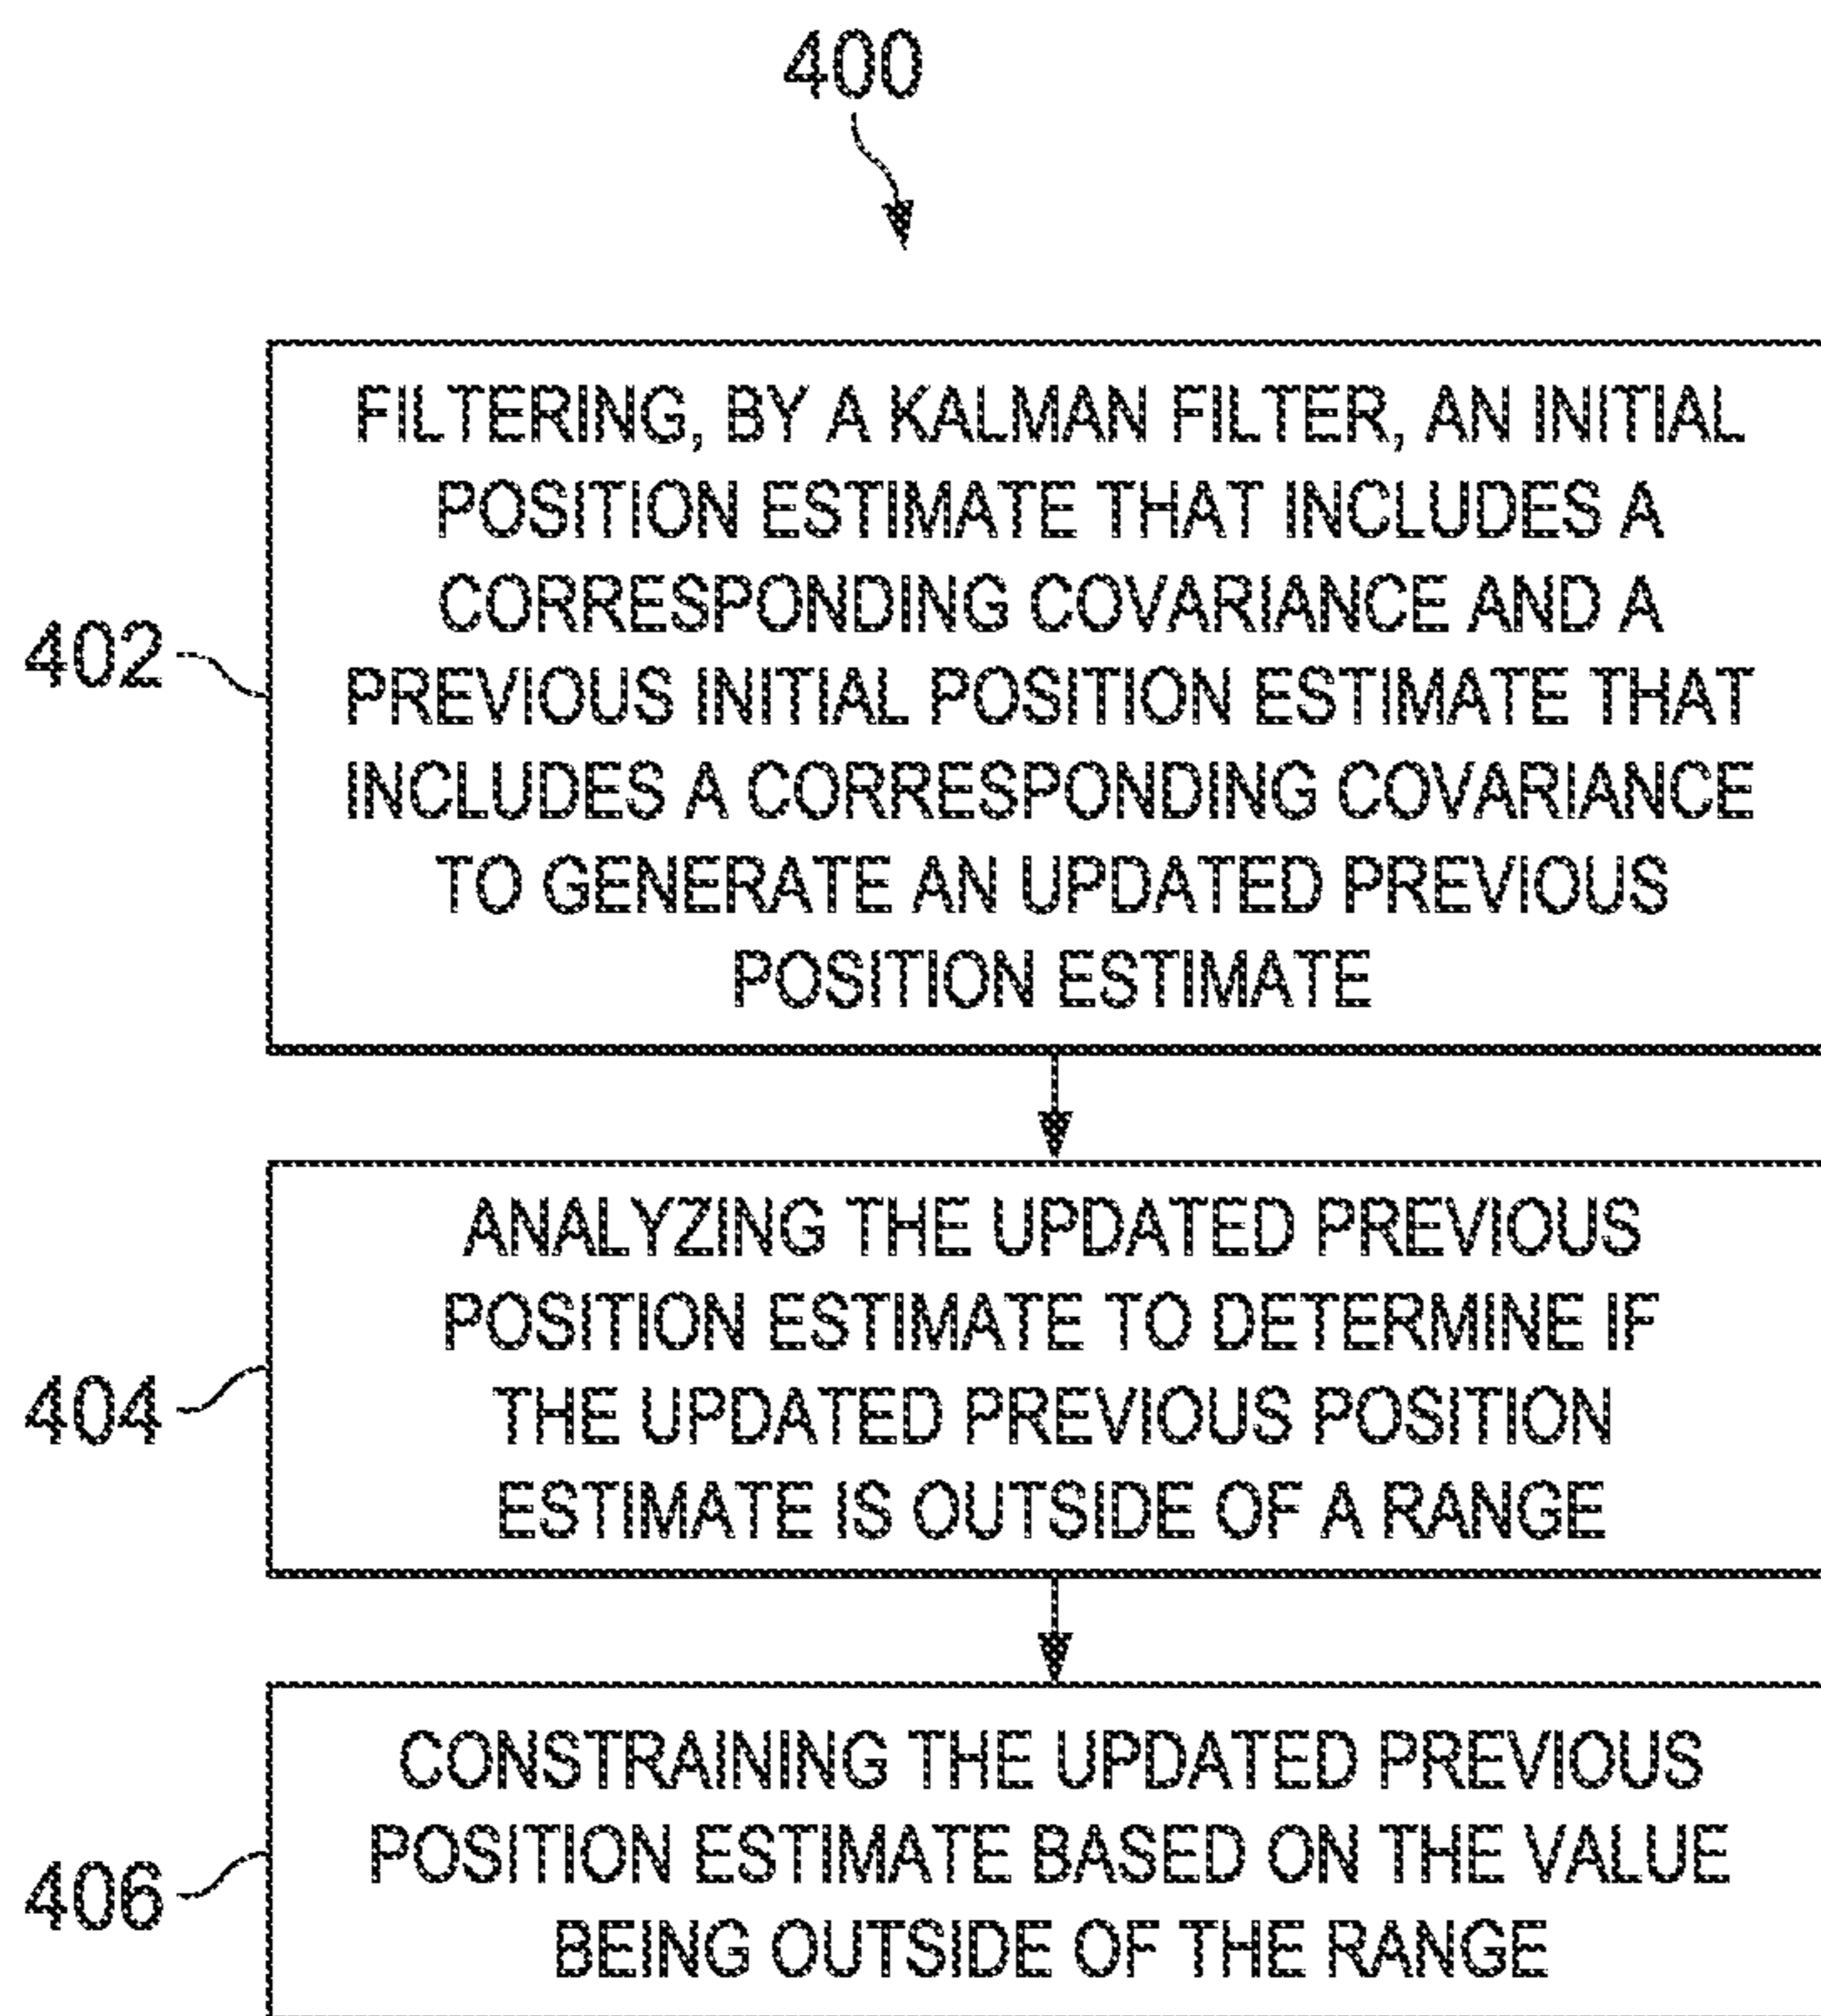 400
402
FILTERING, BY A KALMAN FILTER, AN INITIAL
POSITION ESTIMATE THAT INCLUDES A
CORRESPONDING COVARIANCE AND A
PREVIOUS INITIAL POSITION ESTIMATE THAT
INCLUDES A CORRESPONDING COVARIANCE
TO GENERATE AN UPDATED PREVIOUS
POSITION ESTIMATE
404
ANALYZING THE UPDATED PREVIOUS
POSITION ESTIMATE TO DETERMINE IF
THE UPDATED PREVIOUS POSITION
ESTIMATE IS OUTSIDE OF A RANGE
406
CONSTRAINING THE UPDATED PREVIOUS
POSITION ESTIMATE BASED ON THE VALUE
BEING OUTSIDE OF THE RANGE